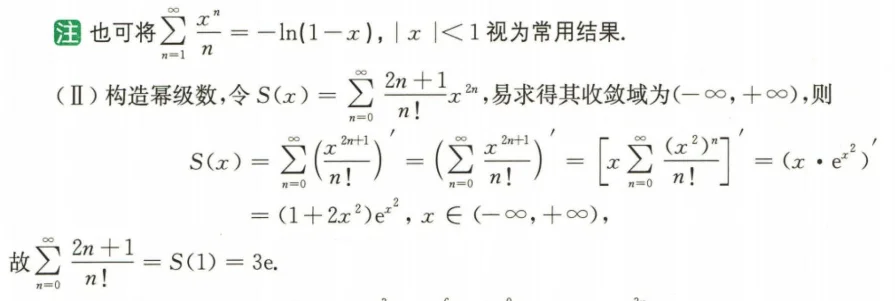 注 也可将$\sum_{n=1}^{\infty} \frac{x^n}{n} = -\ln(1-x), |x|<1$ 视为常用结果.
(Ⅱ) 构造幂级数,令 $S(x) = \sum_{n=0}^{\infty} \frac{2n+1}{n!}x^{2n}$,易求得其收敛域为$(-\infty, +\infty)$,则
$S(x) = \sum_{n=0}^{\infty} \left(\frac{x^{2n+1}}{n!}\right)' = \left(\sum_{n=0}^{\infty} \frac{x^{2n+1}}{n!}\right)' = \left[x\sum_{n=0}^{\infty} \frac{(x^2)^n}{n!}\right]' = (x \cdot e^{x^2})'$
$= (1+2x^2)e^{x^2}, x \in (-\infty, +\infty),$
故$\sum_{n=0}^{\infty} \frac{2n+1}{n!} = S(1) = 3e.$